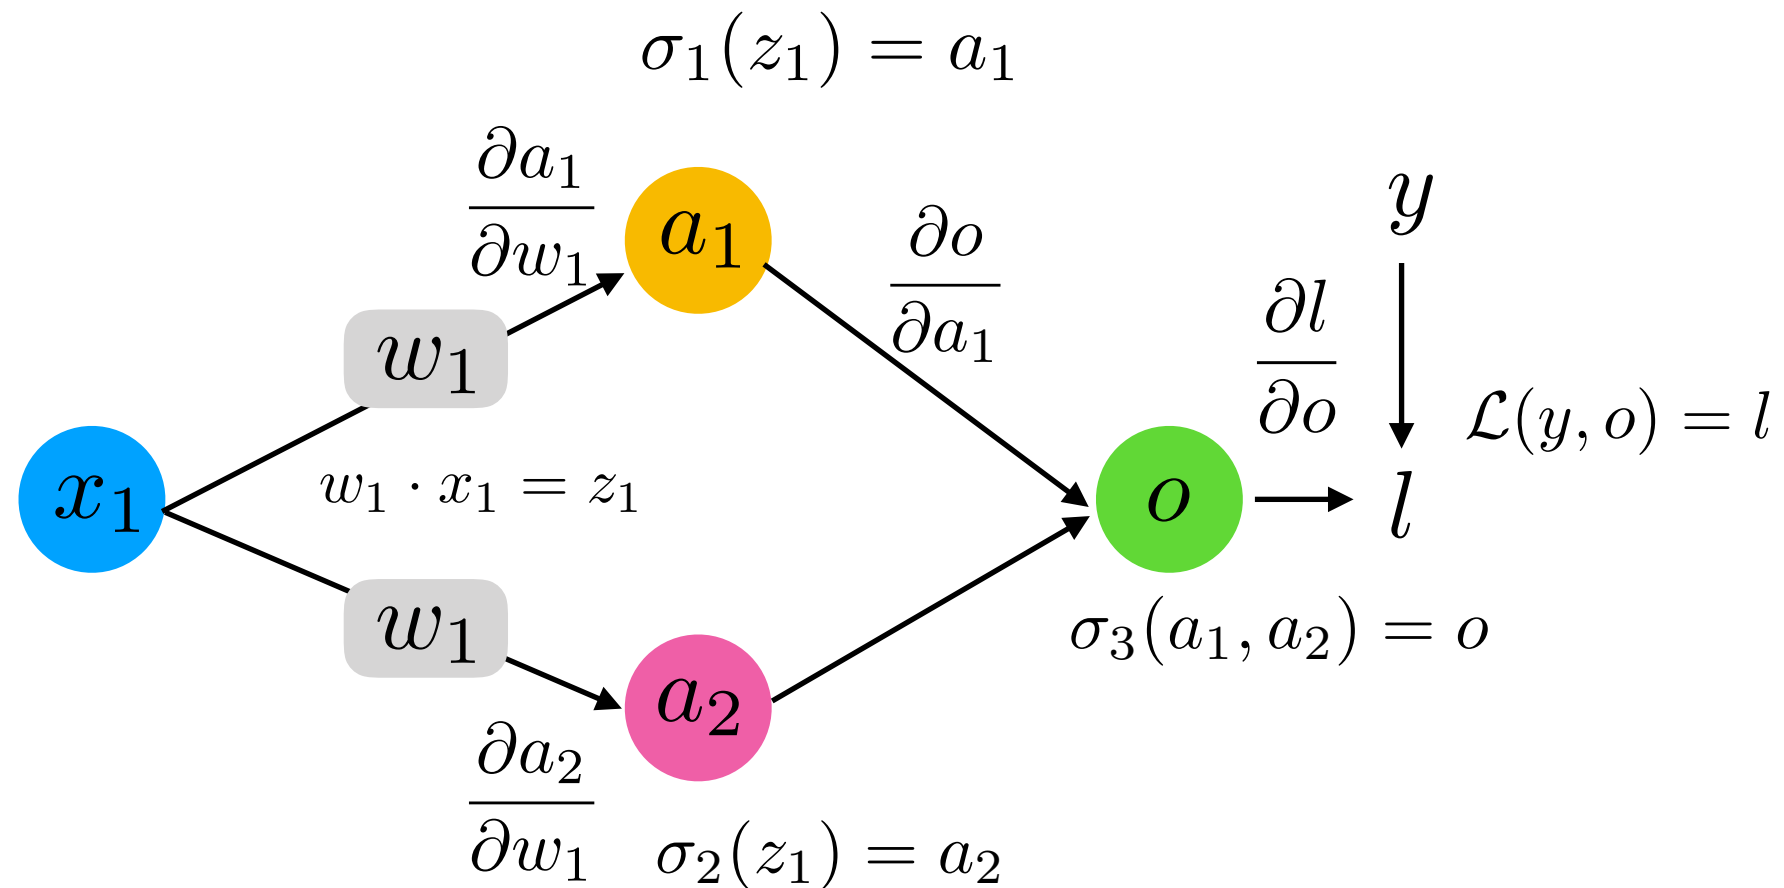 σ₁(z₁) = a₁
∂a₁/∂w₁
a₁
∂o/∂a₁
y
∂l/∂o
w₁
ℒ(y, o) = l
x₁
w₁ · x₁ = z₁
o
l
w₁
σ₃(a₁, a₂) = o
a₂
∂a₂/∂w₁
σ₂(z₁) = a₂